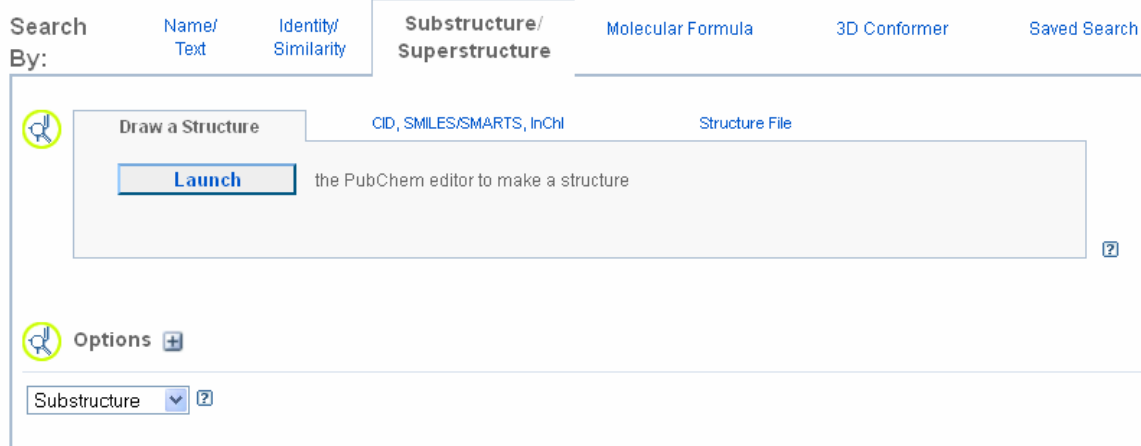 Search By:
Name/ Text
Identity/ Similarity
Substructure/ Superstructure
Molecular Formula
3D Conformer
Saved Search
Draw a Structure
CID, SMILES/SMARTS, InChI
Structure File
Launch the PubChem editor to make a structure
?
Options +
Substructure ?